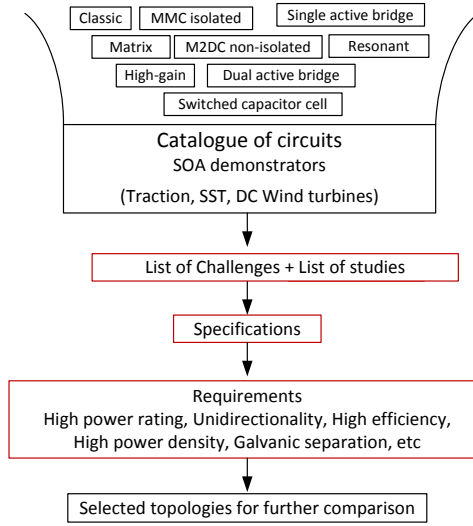 Classic
MMC isolated
Single active bridge
Matrix
M2DC non-isolated
Resonant
High-gain
Dual active bridge
Switched capacitor cell
Catalogue of circuits
SOA demonstrators
(Traction, SST, DC Wind turbines)
List of Challenges + List of studies
Specifications
Requirements
High power rating, Unidirectionality, High efficiency,
High power density, Galvanic separation, etc
Selected topologies for further comparison